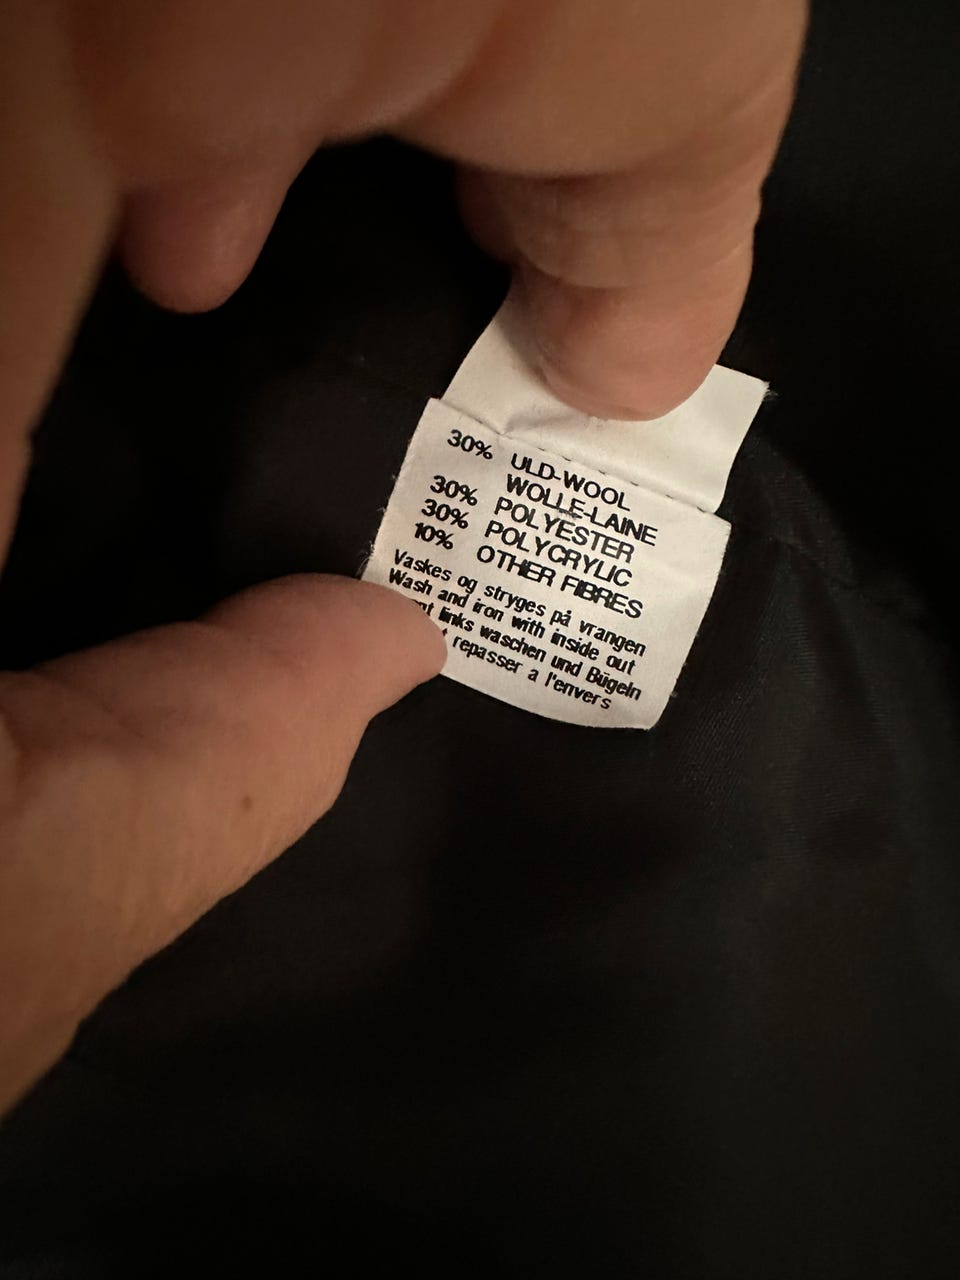 30% ULD-WOOL
WOLLE-LAINE
30% POLYESTER
30% POLYCRYLIC
10% OTHER FIBRES
Vaskes og stryges på vrangen
Wash and iron with inside out
links waschen und Bügeln
repasser a l'envers